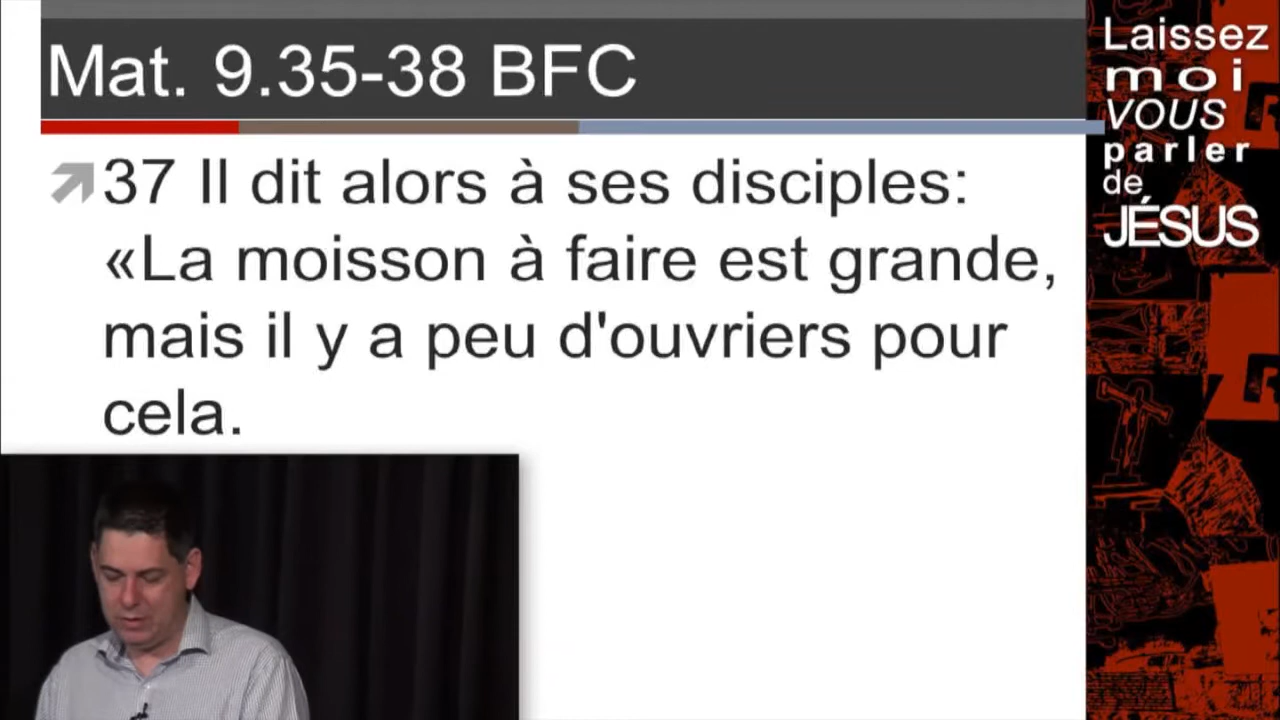 Mat. 9.35-38 BFC
37 Il dit alors à ses disciples:
«La moisson à faire est grande,
mais il y a peu d'ouvriers pour
cela.
Laissez
moi
VOUS
parler
de
JÉSUS